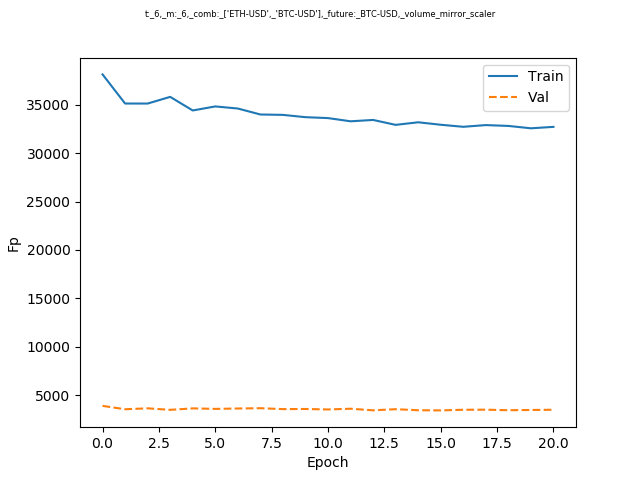 t:_6,_m:_6,_comb:_['ETH-USD',_'BTC-USD'],_future:_BTC-USD,_volume_mirror_scaler
Train
Val
35000
30000
25000
20000
15000
10000
5000
Fp
0.0 2.5 5.0 7.5 10.0 12.5 15.0 17.5 20.0
Epoch